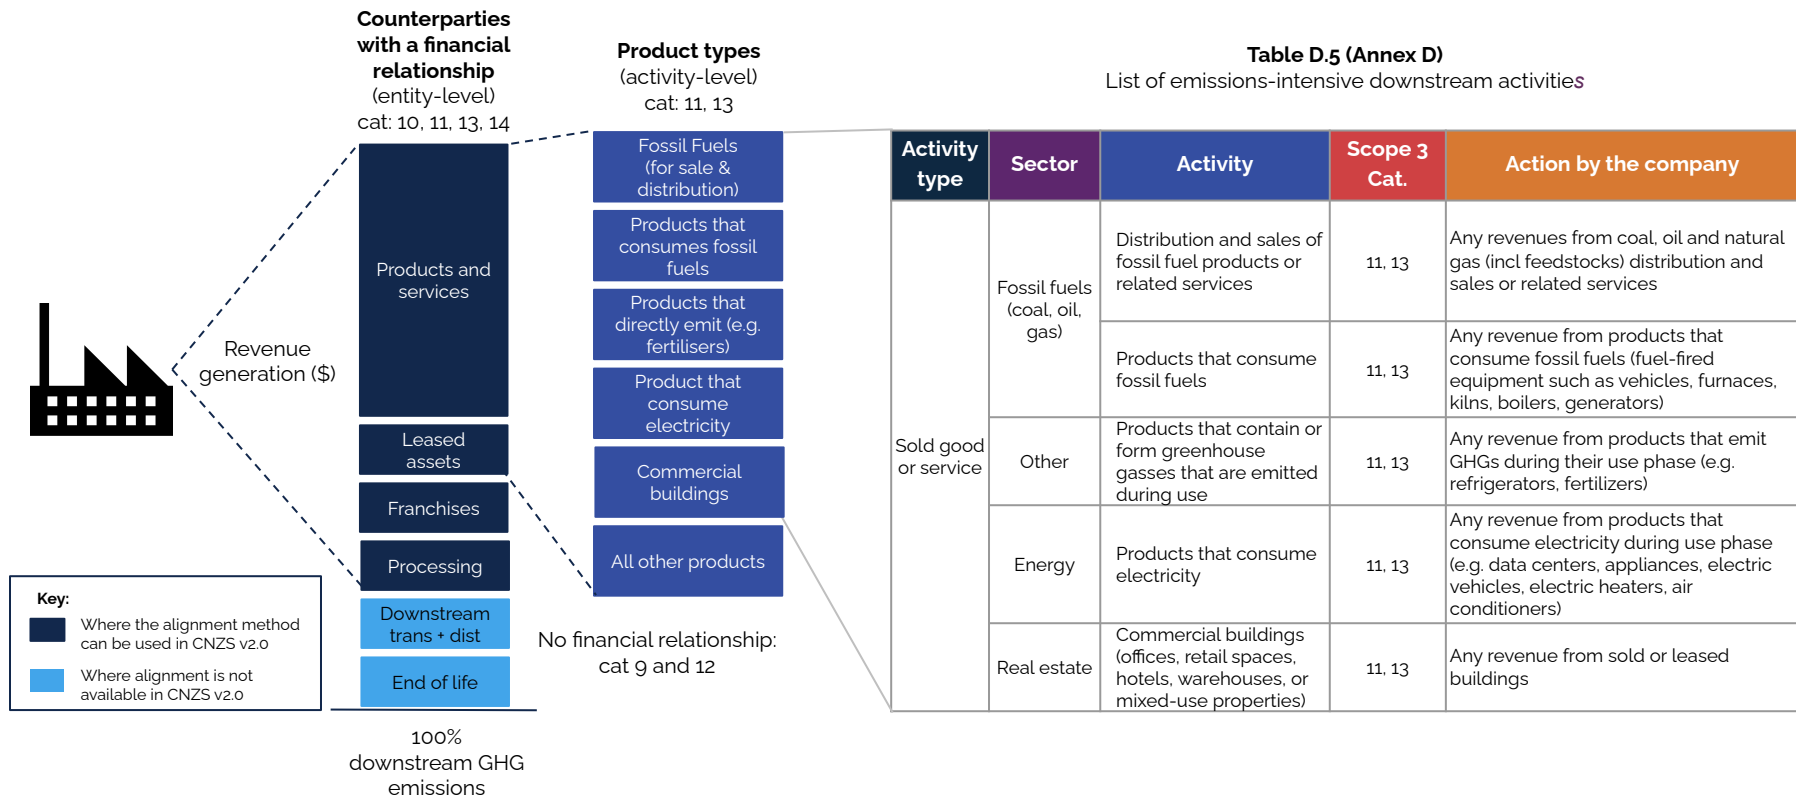 Counterparties
with a financial
relationship
(entity-level)
cat: 10, 11, 13, 14
Product types
(activity-level)
cat: 11, 13
Table D.5 (Annex D)
List of emissions-intensive downstream activities
Revenue
generation ($)
Products and
services
Leased
assets
Franchises
Processing
Downstream
trans + dist
End of life
100%
downstream GHG
emissions
Fossil Fuels
(for sale &
distribution)
Products that
consumes fossil
fuels
Products that
directly emit (e.g.
fertilisers)
Product that
consume
electricity
Commercial
buildings
All other products
No financial relationship:
cat 9 and 12
Key:
Where the alignment method
can be used in CNZS v2.0
Where alignment is not
available in CNZS v2.0
Activity
type
Sector
Activity
Scope 3
Cat.
Action by the company
Sold good
or service
Fossil fuels
(coal, oil,
gas)
Distribution and sales of
fossil fuel products or
related services
11, 13
Any revenues from coal, oil and natural
gas (incl feedstocks) distribution and
sales or related services
Products that consume
fossil fuels
11, 13
Any revenue from products that
consume fossil fuels (fuel-fired
equipment such as vehicles, furnaces,
kilns, boilers, generators)
Other
Products that contain or
form greenhouse
gasses that are emitted
during use
11, 13
Any revenue from products that emit
GHGs during their use phase (e.g.
refrigerators, fertilizers)
Energy
Products that consume
electricity
11, 13
Any revenue from products that
consume electricity during use phase
(e.g. data centers, appliances, electric
vehicles, electric heaters, air
conditioners)
Real estate
Commercial buildings
(offices, retail spaces,
hotels, warehouses, or
mixed-use properties)
11, 13
Any revenue from sold or leased
buildings